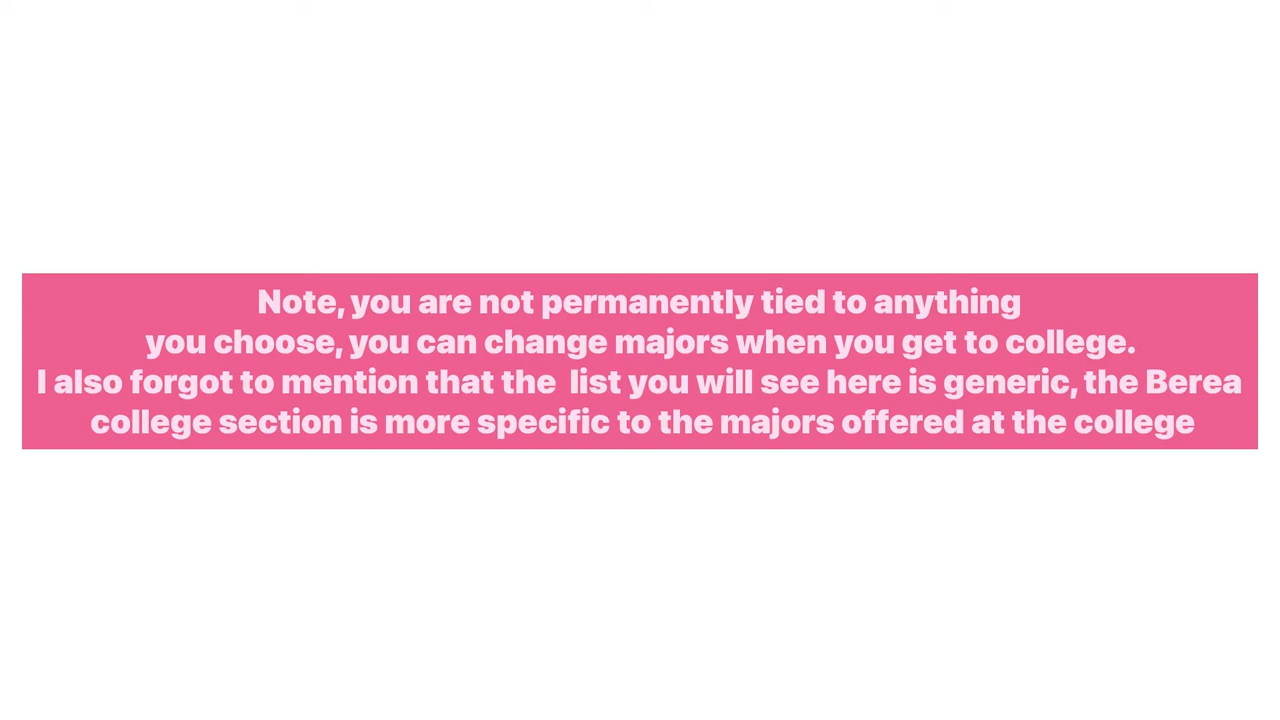 Note, you are not permanently tied to anything
you choose, you can change majors when you get to college.
I also forgot to mention that the  list you will see here is generic, the Berea
college section is more specific to the majors offered at the college